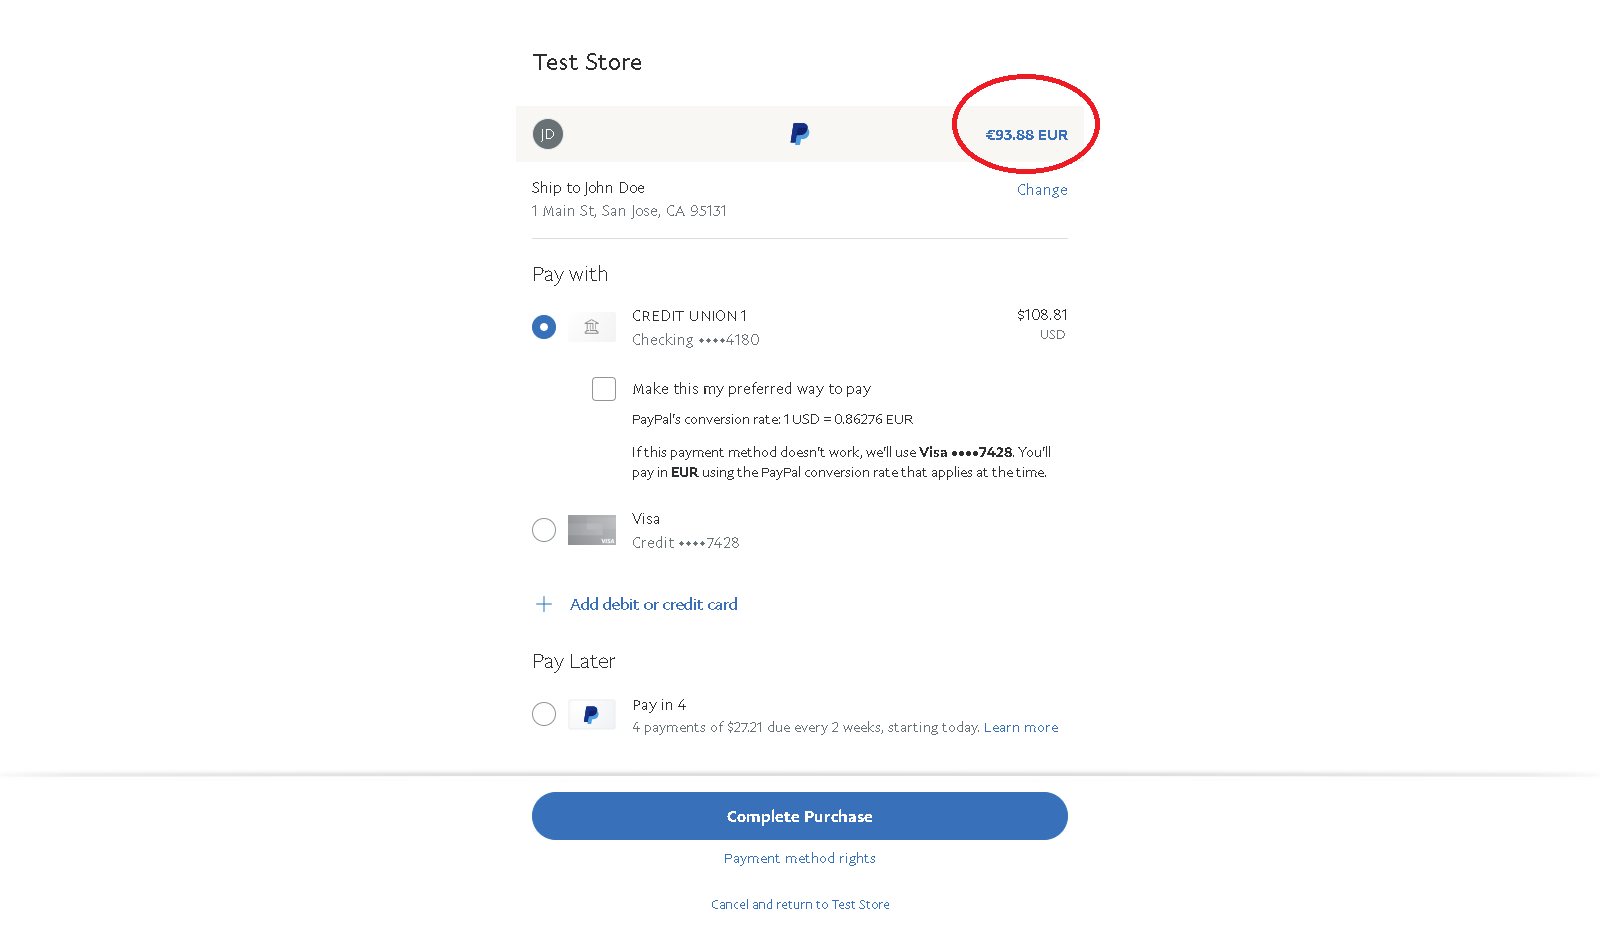 Test Store
JD
€93.88 EUR
Ship to John Doe
Change
1 Main St, San Jose, CA 95131
Pay with
CREDIT UNION 1
$108.81
Checking ••••4180
USD
Make this my preferred way to pay
PayPal's conversion rate: 1 USD = 0.86276 EUR
If this payment method doesn't work, we'll use Visa ••••7428. You'll
pay in EUR using the PayPal conversion rate that applies at the time.
Visa
VISA
Credit ••••7428
Add debit or credit card
Pay Later
Pay in 4
4 payments of $27.21 due every 2 weeks, starting today. Learn more
Complete Purchase
Payment method rights
Cancel and return to Test Store